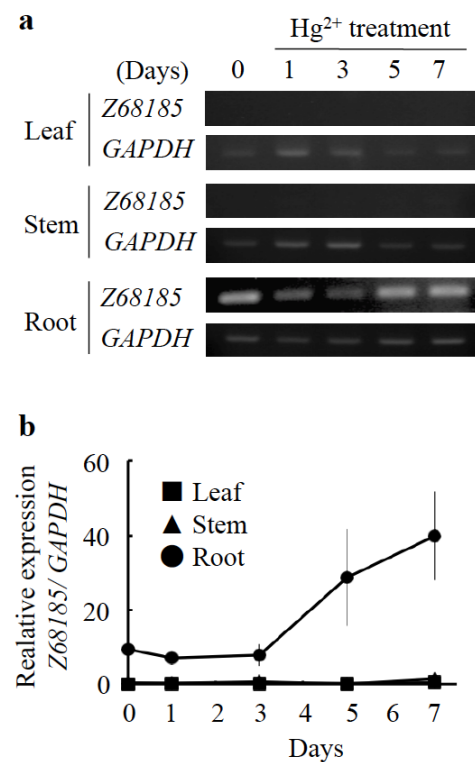 a
Hg²⁺ treatment
(Days) 0 1 3 5 7
Leaf
Z68185
GAPDH
Stem
Z68185
GAPDH
Root
Z68185
GAPDH
b
Realative expression
Z68185/ GAPDH
60
40
20
0
Leaf
Stem
Root
0 1 2 3 4 5 6 7
Days